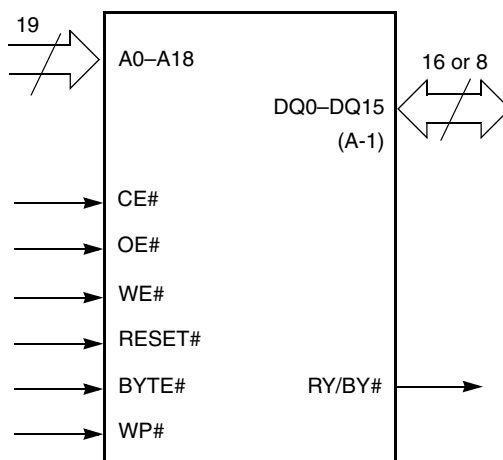 19
A0–A18
16 or 8
DQ0–DQ15
(A-1)
CE#
OE#
WE#
RESET#
BYTE#
RY/BY#
WP#